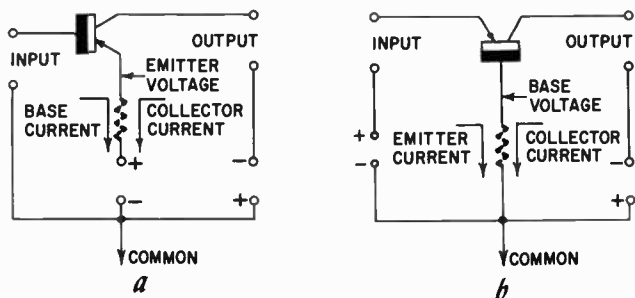 INPUT
OUTPUT
EMITTER
VOLTAGE
BASE
CURRENT
COLLECTOR
CURRENT
+
-
-
+
COMMON
a
INPUT
OUTPUT
BASE
VOLTAGE
+
-
EMITTER
CURRENT
COLLECTOR
CURRENT
-
+
COMMON
b